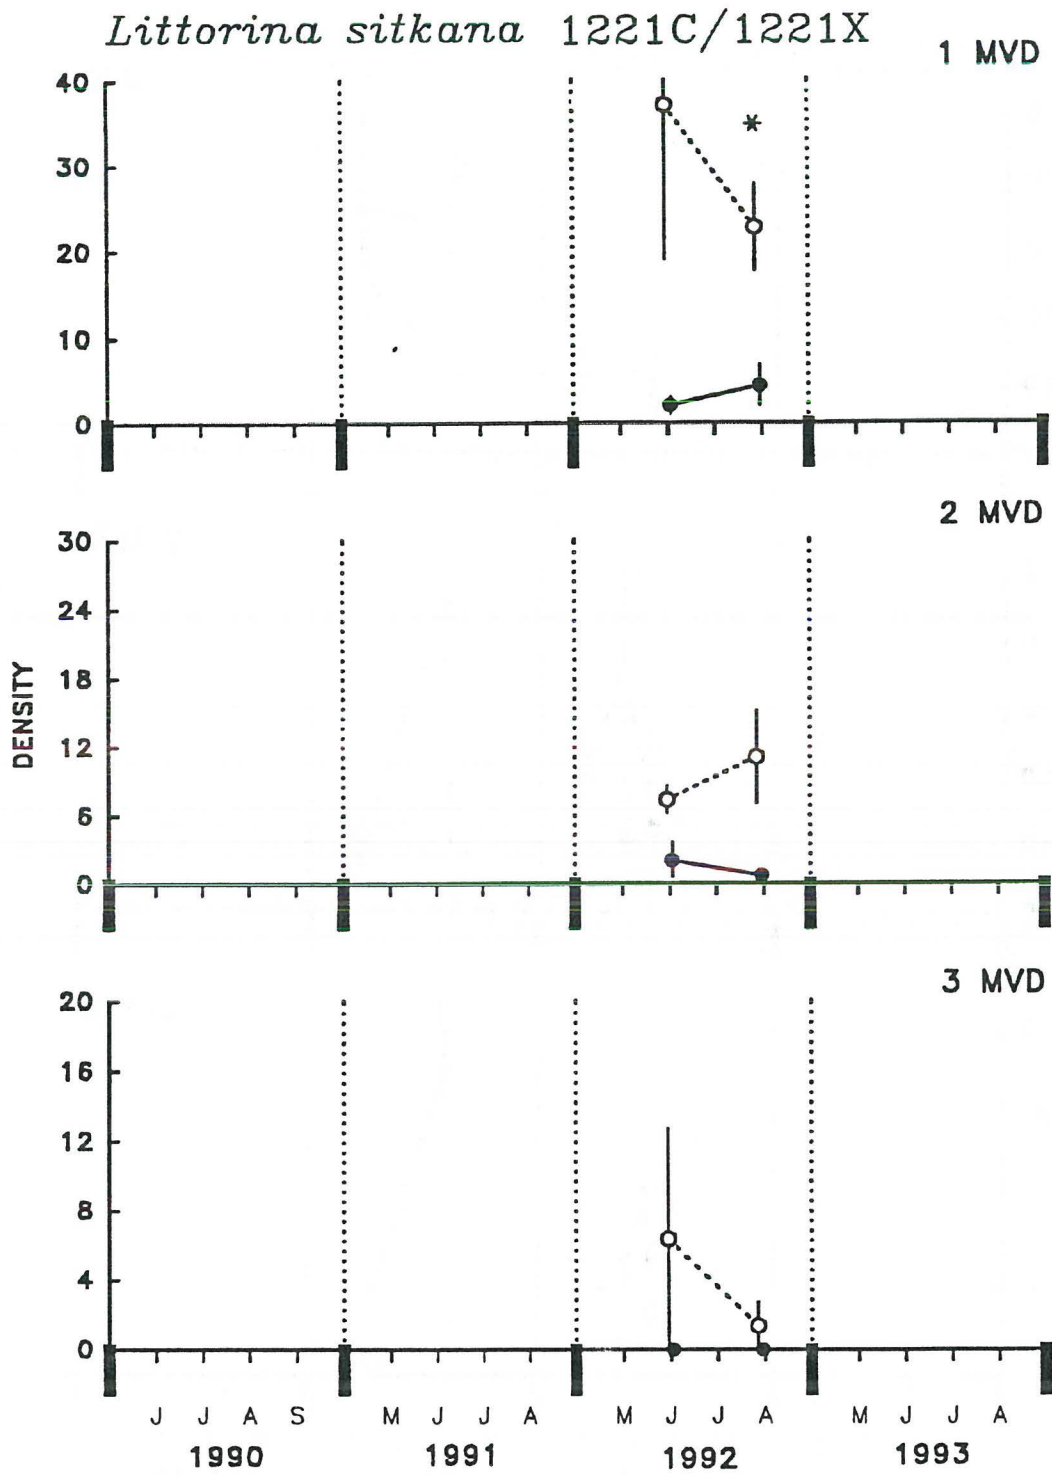 Littorina sitkana 1221C/1221X
1 MVD
40
30
20
10
0
*
2 MVD
30
24
18
12
6
0
DENSITY
3 MVD
20
16
12
8
4
0
J J A S M J J A M J J A M J J A
1990 1991 1992 1993